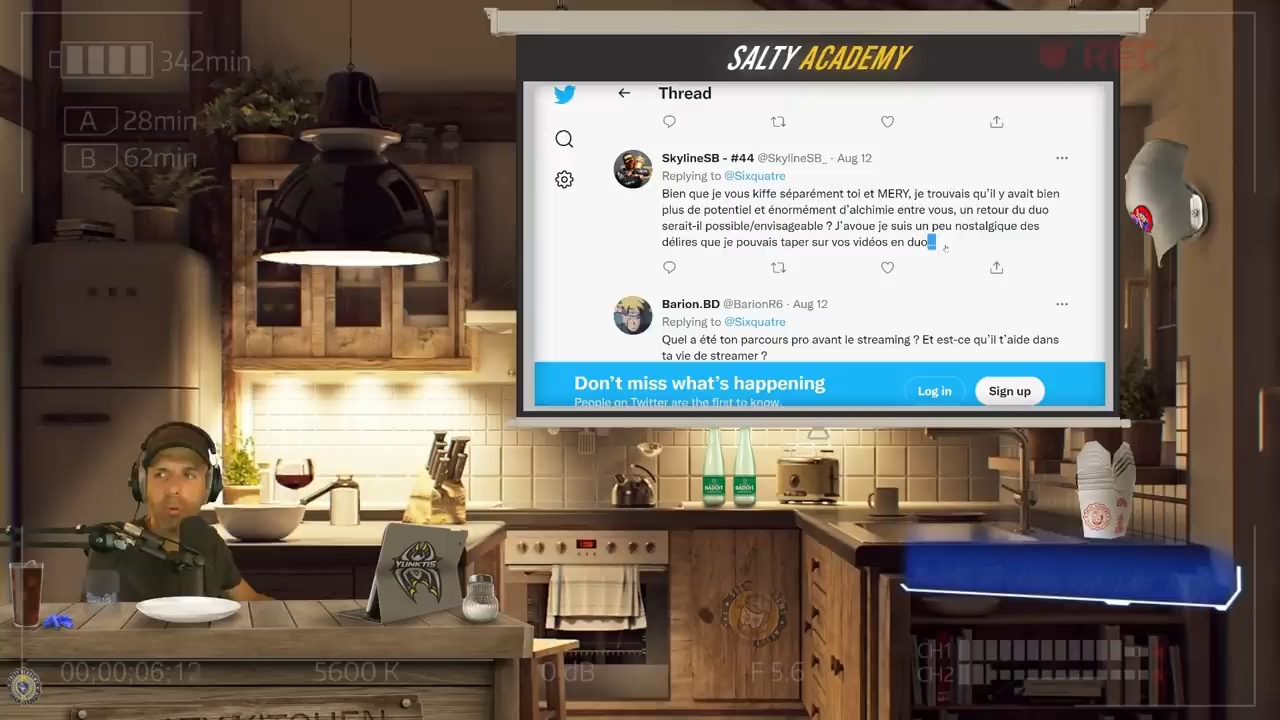 342min
REC
SALTY ACADEMY
A 28min
B 62min
Thread
SkylineSB - #44 @SkylineSB_ · Aug 12
Replying to @Sixquatre
Bien que je vous kiffe séparément toi et MERY, je trouvais qu'il y avait bien
plus de potentiel et énormément d'alchimie entre vous, un retour du duo
serait-il possible/envisageable ? J'avoue je suis un peu nostalgique des
délires que je pouvais taper sur vos vidéos en duo...
Barion.BD @BarionR6 · Aug 12
Replying to @Sixquatre
Quel a été ton parcours pro avant le streaming ? Et est-ce qu'il t'aide dans
ta vie de streamer ?
Don't miss what's happening
Log in
Sign up
People on Twitter are the first to know.
BADOIT
BADOIT
YUNKTIS
CH1
CH2
00:00:06:12
5600 K
0 dB
F 5.6